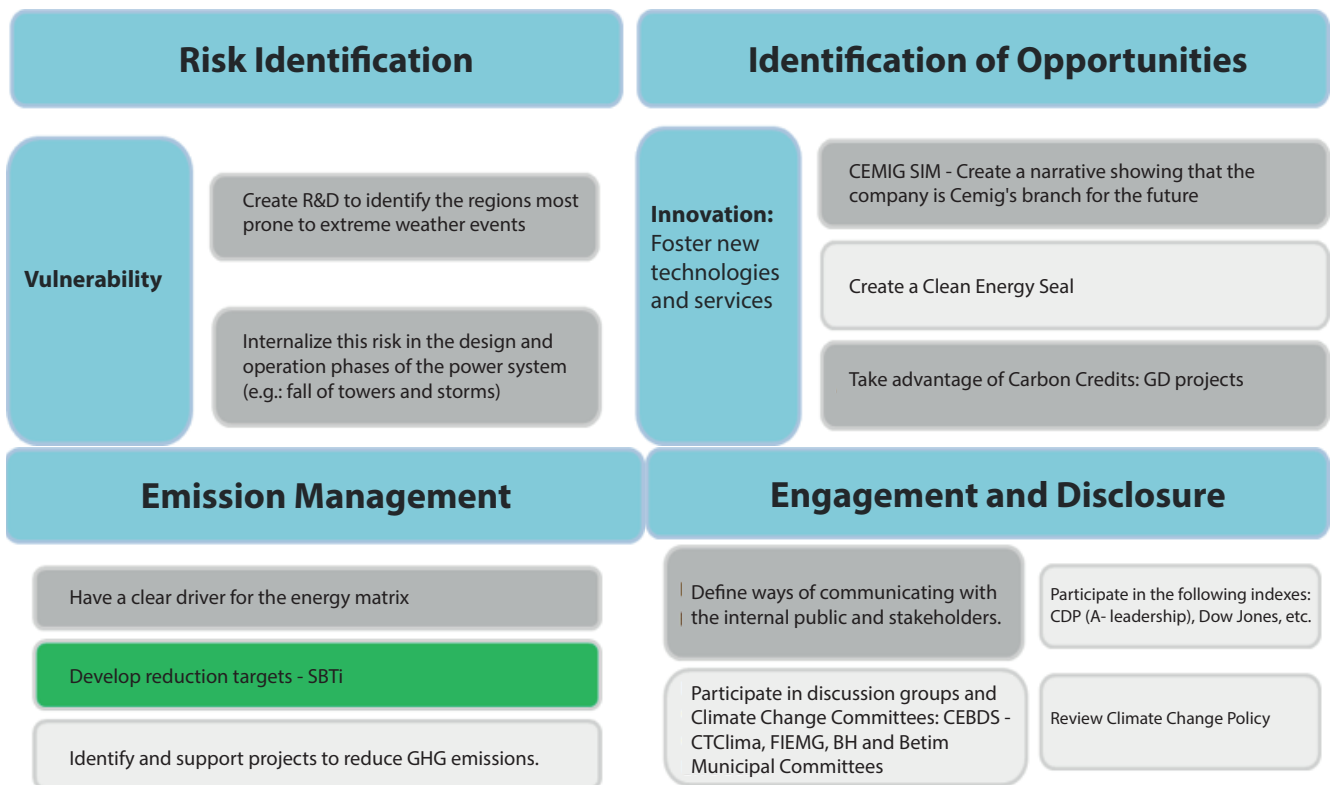 Risk Identification
Identification of Opportunities
Vulnerability
Create R&D to identify the regions most
prone to extreme weather events
Internalize this risk in the design and
operation phases of the power system
(e.g.: fall of towers and storms)
Innovation:
Foster new
technologies
and services
CEMIG SIM - Create a narrative showing that the
company is Cemig's branch for the future
Create a Clean Energy Seal
Take advantage of Carbon Credits: GD projects
Emission Management
Engagement and Disclosure
Have a clear driver for the energy matrix
Develop reduction targets - SBTi
Identify and support projects to reduce GHG emissions.
Define ways of communicating with
the internal public and stakeholders.
Participate in the following indexes:
CDP (A- leadership), Dow Jones, etc.
Participate in discussion groups and
Climate Change Committees: CEBDS -
CTClima, FIEMG, BH and Betim
Municipal Committees
Review Climate Change Policy